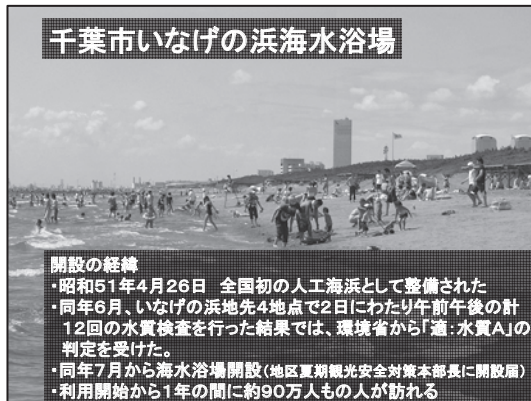 千葉市いなげの浜海水浴場
開設の経緯
・昭和51年4月26日 全国初の人工海浜として整備された
・同年6月、いなげの浜地先4地点で2日にわたり午前午後の計
12回の水質検査を行った結果では、環境省から「適:水質A」の
判定を受けた。
・同年7月から海水浴場開設(地区夏期観光安全対策本部長に開設届)
・利用開始から1年の間に約90万人もの人が訪れる